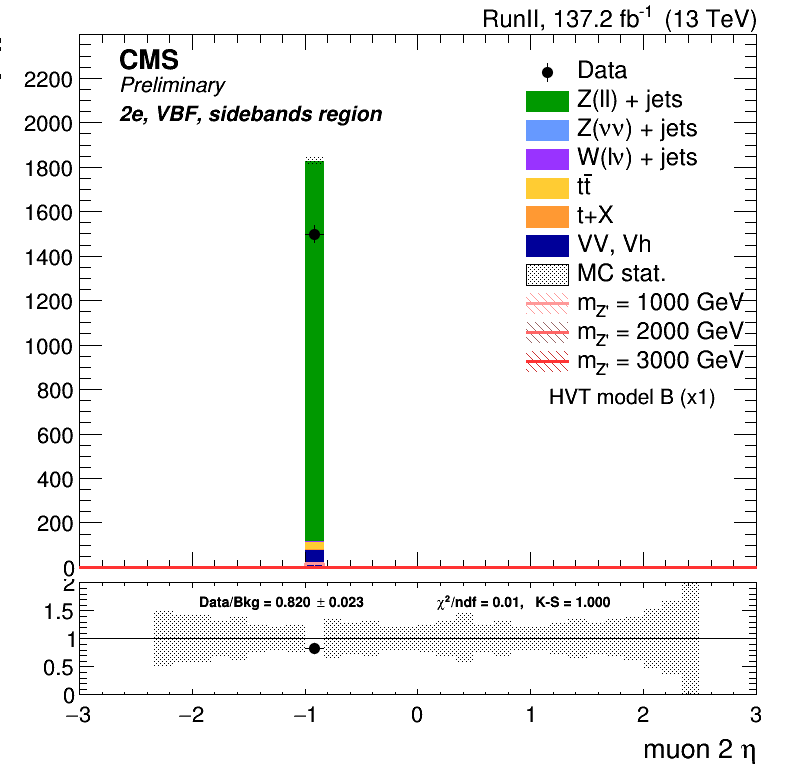 RunII, 137.2 fb-1 (13 TeV)
CMS
Preliminary
2e, VBF, sidebands region
Data
Z(ll) + jets
Z(νν) + jets
W(lν) + jets
tt̄
t+X
VV, Vh
MC stat.
mZ' = 1000 GeV
mZ' = 2000 GeV
mZ' = 3000 GeV
HVT model B (x1)
2200
2000
1800
1600
1400
1200
1000
800
600
400
200
0
Data/Bkg = 0.820 ± 0.023
χ²/ndf = 0.01, K-S = 1.000
2
1.5
1
0.5
0
−3 −2 −1 0 1 2 3
muon 2 η